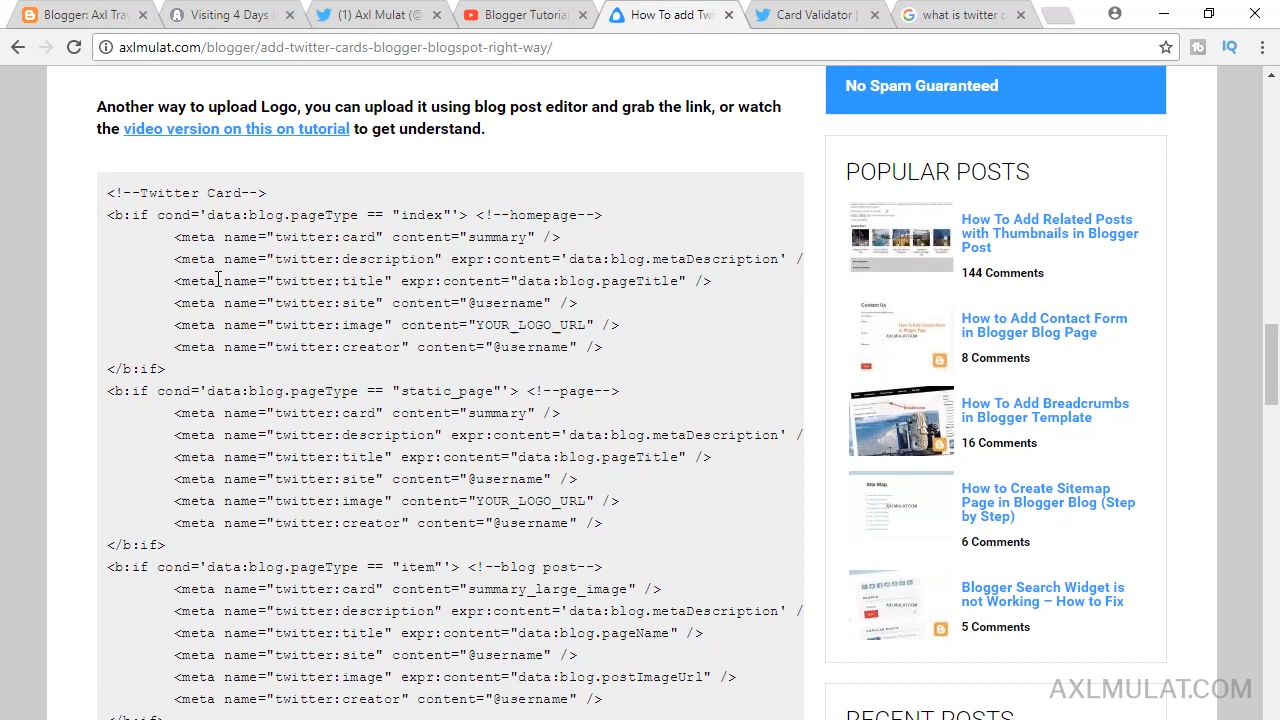 Blogger: Axl Tra
Visiting 4 Days i
(1) Axl Mulat (@
Blogger Tutorial
How To add Twi
Card Validator |
what is twitter c
axlmulat.com/blogger/add-twitter-cards-blogger-blogspot-right-way/
Another way to upload Logo, you can upload it using blog post editor and grab the link, or watch
the video version on this on tutorial to get understand.
<!--Twitter Card-->
<b:if cond='data:blog.pageType == "index"'> <!--homepage-->
<meta name="twitter:card" content="summary" />
<meta name="twitter:description" expr:content='data:blog.metaDescription' /
<meta name="twitter:title" expr:content="data:blog.pageTitle" />
<meta name="twitter:site" content="@username" />
<meta name="twitter:image" content="YOUR_LOGO_URL" />
<meta name="twitter:creator" content="@username" />
</b:if>
<b:if cond='data:blog.pageType == "static_page"'> <!--page-->
<meta name="twitter:card" content="summary" />
<meta name="twitter:description" expr:content='data:blog.metaDescription' /
<meta name="twitter:title" expr:content="data:blog.pageTitle" />
<meta name="twitter:site" content="@username" />
<meta name="twitter:image" content="YOUR_LOGO_URL" />
<meta name="twitter:creator" content="@username" />
</b:if>
<b:if cond='data:blog.pageType == "item"'> <!--blog post-->
<meta name="twitter:card" content="summary_large_image" />
<meta name="twitter:description" expr:content='data:blog.metaDescription' /
<meta name="twitter:title" expr:content="data:blog.pageName" />
<meta name="twitter:site" content="@username" />
<meta name="twitter:image" expr:content="data:blog.postImageUrl" />
<meta name="twitter:creator" content="@username" />
</b:if>
No Spam Guaranteed
POPULAR POSTS
How To Add Related Posts
with Thumbnails in Blogger
Post
144 Comments
Contact Us
AXLMULAT.COM
How to Add Contact Form
in Blogger Blog Page
8 Comments
How To Add Breadcrumbs
in Blogger Template
16 Comments
Site Map
AXLMULAT.COM
How to Create Sitemap
Page in Blogger Blog (Step
by Step)
6 Comments
AXLMULAT.COM
Blogger Search Widget is
not Working – How to Fix
5 Comments
RECENT POSTS
AXLMULAT.COM